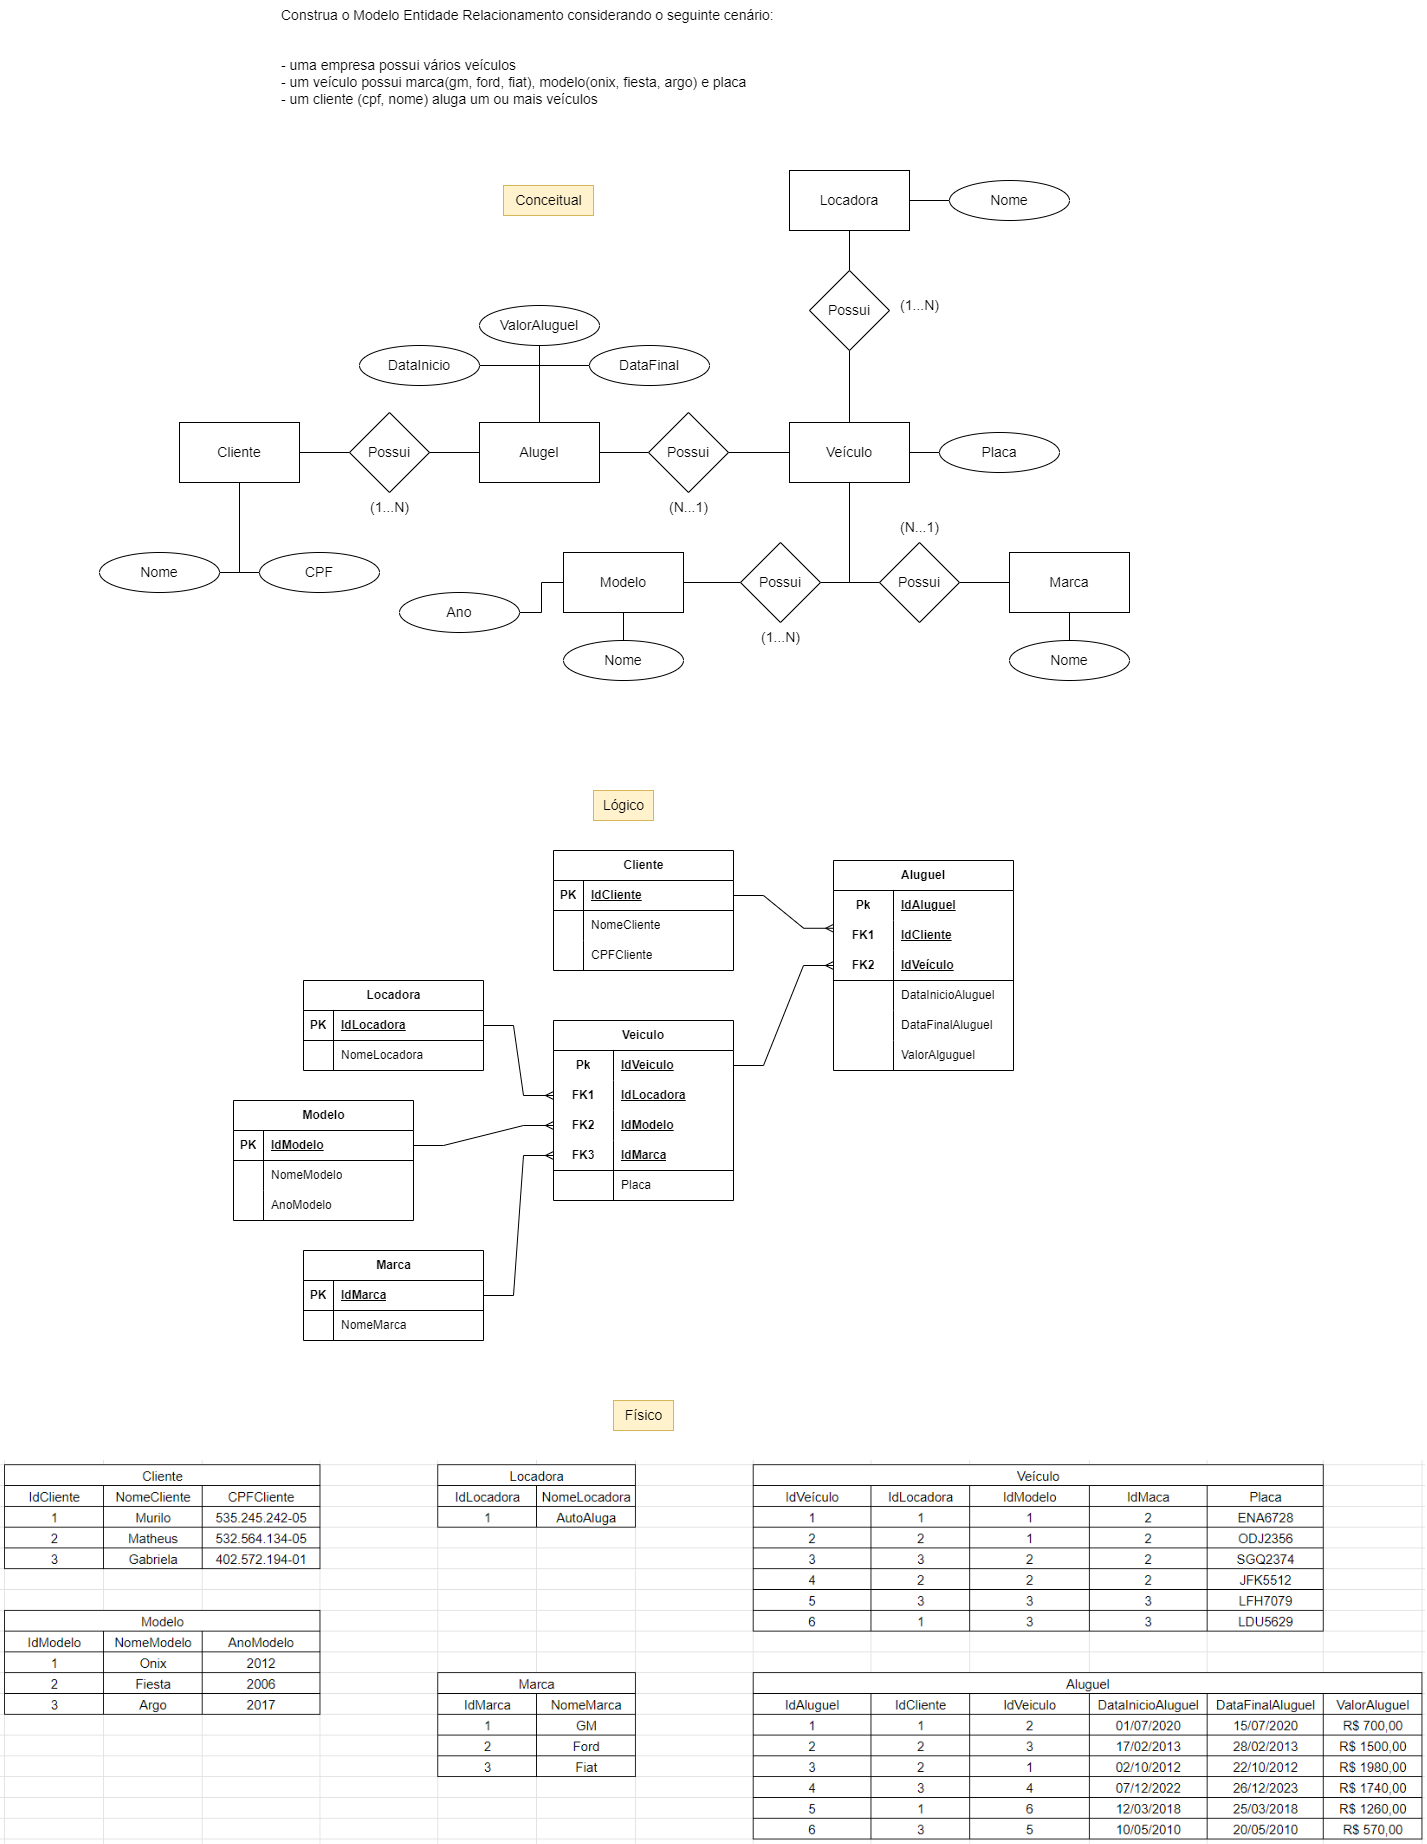 Construa o Modelo Entidade Relacionamento considerando o seguinte cenário:
- uma empresa possui vários veículos
- um veículo possui marca(gm, ford, fiat), modelo(onix, fiesta, argo) e placa
- um cliente (cpf, nome) aluga um ou mais veículos
Conceitual
Locadora
Nome
Possui
(1...N)
ValorAluguel
DataInicio
DataFinal
Cliente
Possui
Alugel
Possui
Veículo
Placa
(1...N)
(N...1)
(N...1)
Nome
CPF
Modelo
Possui
Possui
Marca
Ano
(1...N)
Nome
Nome
Lógico
Cliente
PK IdCliente
NomeCliente
CPFCliente
Aluguel
Pk IdAluguel
FK1 IdCliente
FK2 IdVeículo
DataInicioAluguel
DataFinalAluguel
ValorAlguguel
Locadora
PK IdLocadora
NomeLocadora
Veiculo
Pk IdVeiculo
FK1 IdLocadora
FK2 IdModelo
FK3 IdMarca
Placa
Modelo
PK IdModelo
NomeModelo
AnoModelo
Marca
PK IdMarca
NomeMarca
Físico
Cliente
IdCliente NomeCliente CPFCliente
1 Murilo 535.245.242-05
2 Matheus 532.564.134-05
3 Gabriela 402.572.194-01
Locadora
IdLocadora NomeLocadora
1 AutoAluga
Veículo
IdVeículo IdLocadora IdModelo IdMaca Placa
1 1 1 2 ENA6728
2 2 1 2 ODJ2356
3 3 2 2 SGQ2374
4 2 2 2 JFK5512
5 3 3 3 LFH7079
6 1 3 3 LDU5629
Modelo
IdModelo NomeModelo AnoModelo
1 Onix 2012
2 Fiesta 2006
3 Argo 2017
Marca
IdMarca NomeMarca
1 GM
2 Ford
3 Fiat
Aluguel
IdAluguel IdCliente IdVeiculo DataInicioAluguel DataFinalAluguel ValorAluguel
1 1 2 01/07/2020 15/07/2020 R$ 700,00
2 2 3 17/02/2013 28/02/2013 R$ 1500,00
3 2 1 02/10/2012 22/10/2012 R$ 1980,00
4 3 4 07/12/2022 26/12/2023 R$ 1740,00
5 1 6 12/03/2018 25/03/2018 R$ 1260,00
6 3 5 10/05/2010 20/05/2010 R$ 570,00